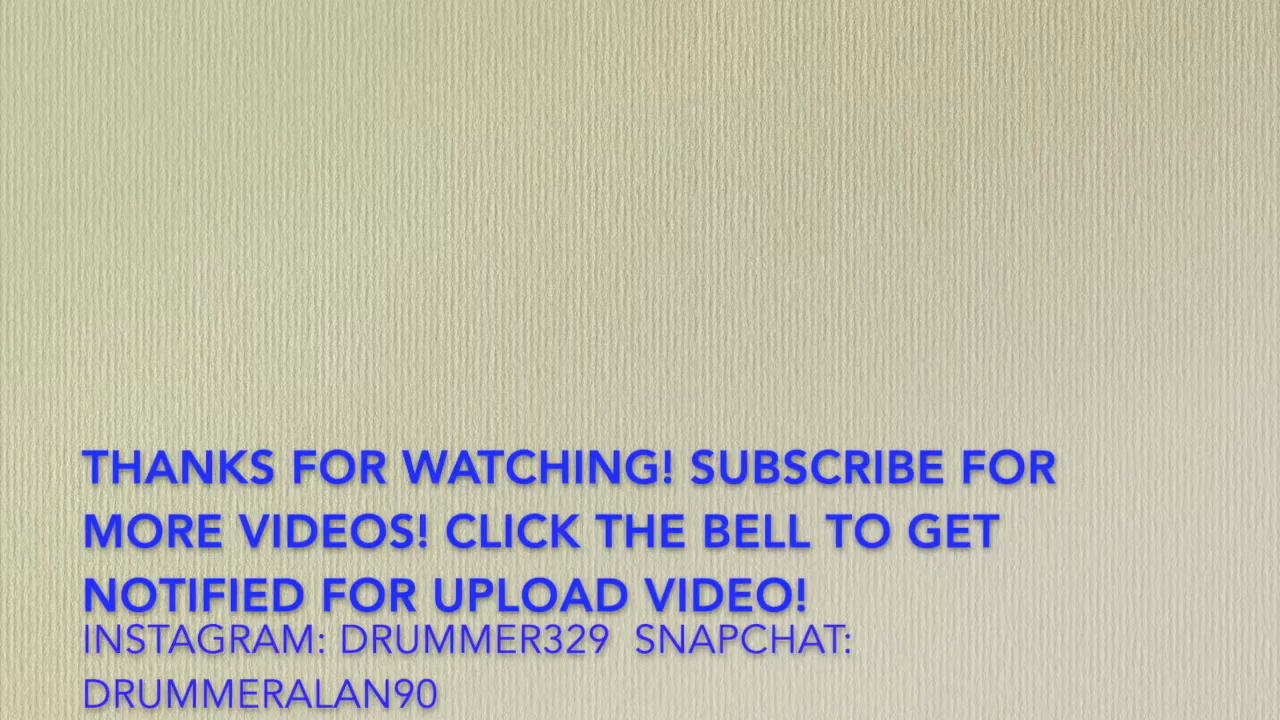 THANKS FOR WATCHING! SUBSCRIBE FOR
MORE VIDEOS! CLICK THE BELL TO GET
NOTIFIED FOR UPLOAD VIDEO!
INSTAGRAM: DRUMMER329  SNAPCHAT:
DRUMMERALAN90